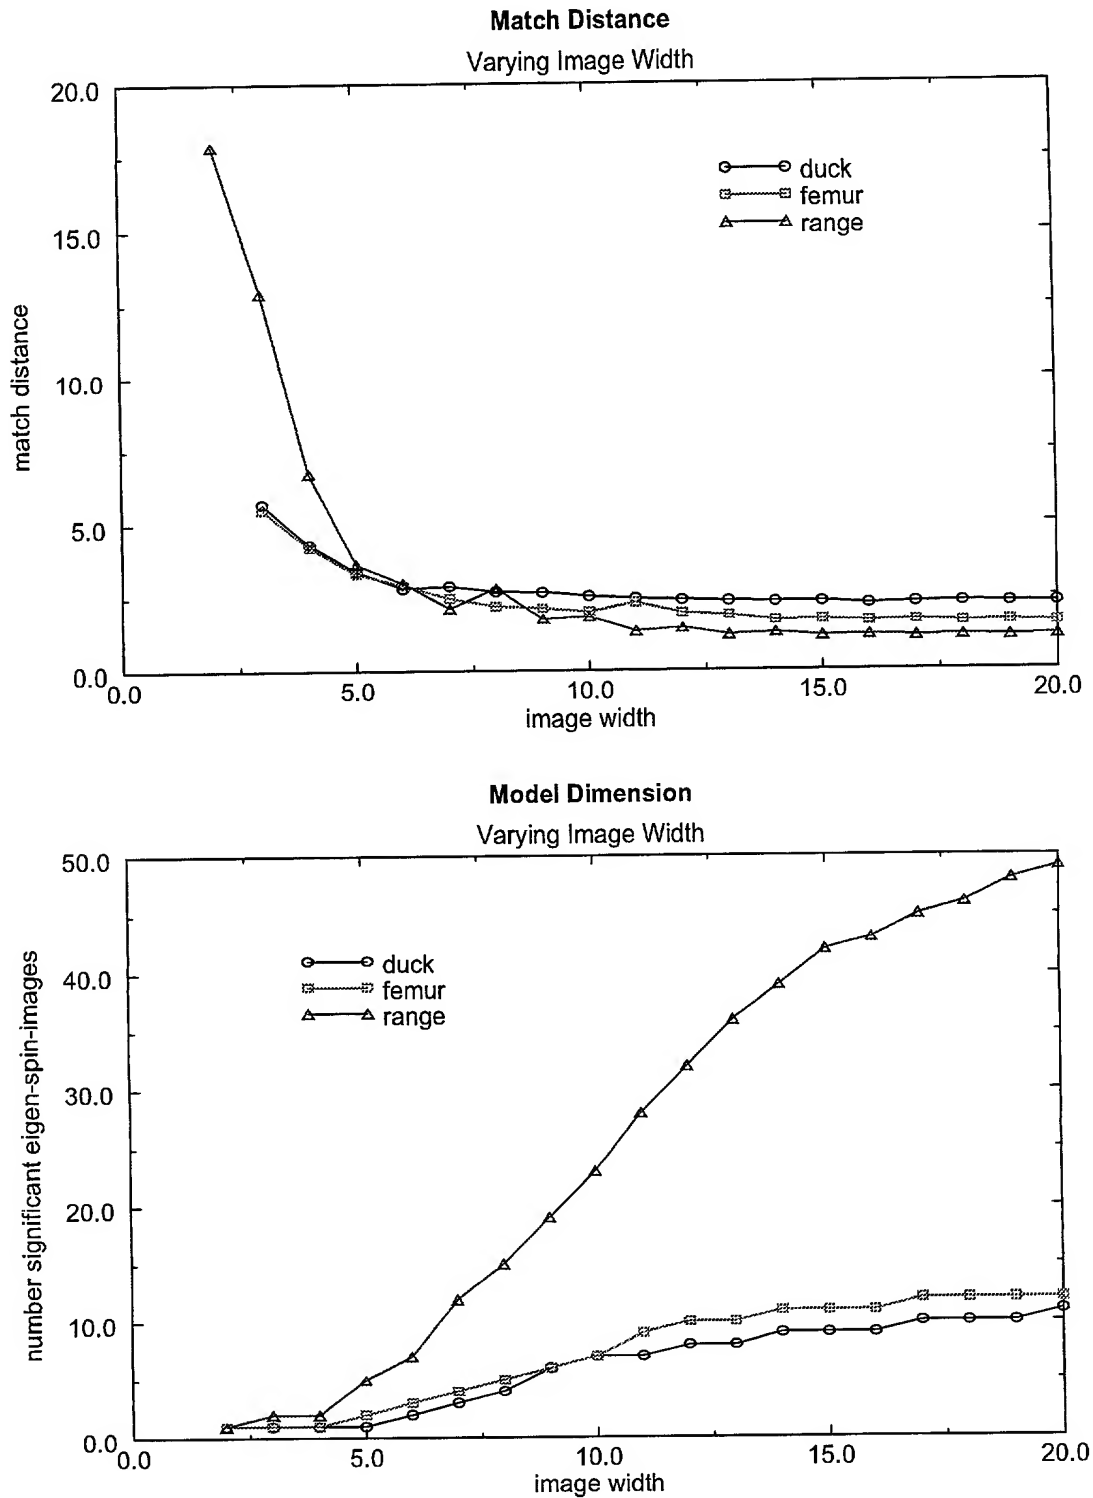 Match Distance
Varying Image Width
20.0
15.0
10.0
5.0
0.0
match distance
duck
femur
range
0.0 5.0 10.0 15.0 20.0
image width
Model Dimension
Varying Image Width
50.0
40.0
30.0
20.0
10.0
0.0
number significant eigen-spin-images
duck
femur
range
0.0 5.0 10.0 15.0 20.0
image width